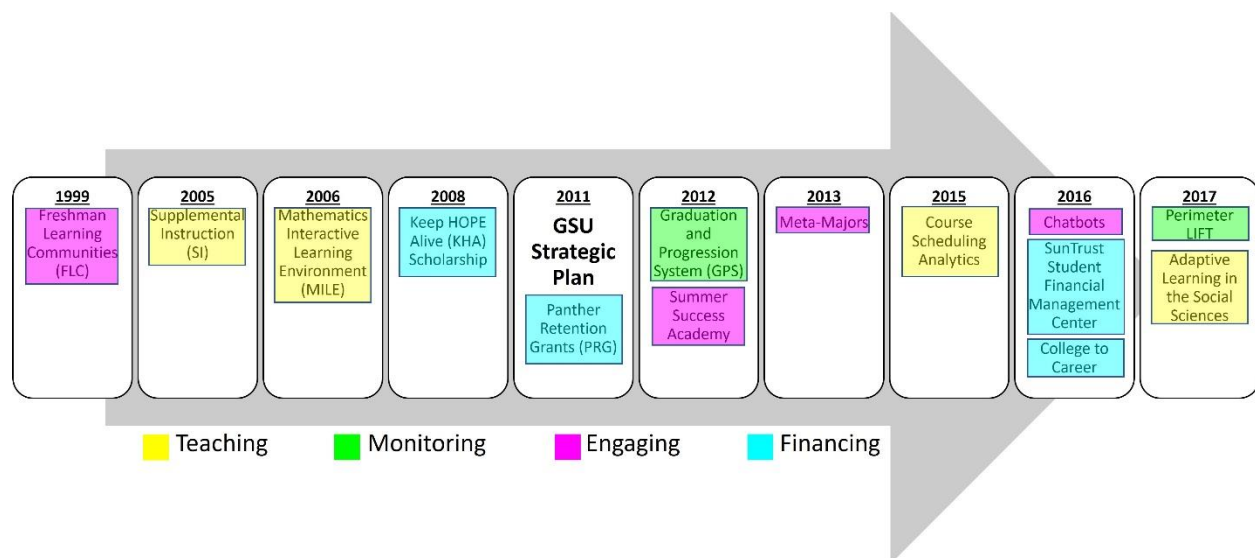 1999
Freshman
Learning
Communities
(FLC)
2005
Supplemental
Instruction
(SI)
2006
Mathematics
Interactive
Learning
Environment
(MILE)
2008
Keep HOPE
Alive (KHA)
Scholarship
2011
GSU
Strategic
Plan
Panther
Retention
Grants (PRG)
2012
Graduation
and
Progression
System (GPS)
Summer
Success
Academy
2013
Meta-Majors
2015
Course
Scheduling
Analytics
2016
Chatbots
SunTrust
Student
Financial
Management
Center
College to
Career
2017
Perimeter
LIFT
Adaptive
Learning in
the Social
Sciences
Teaching
Monitoring
Engaging
Financing